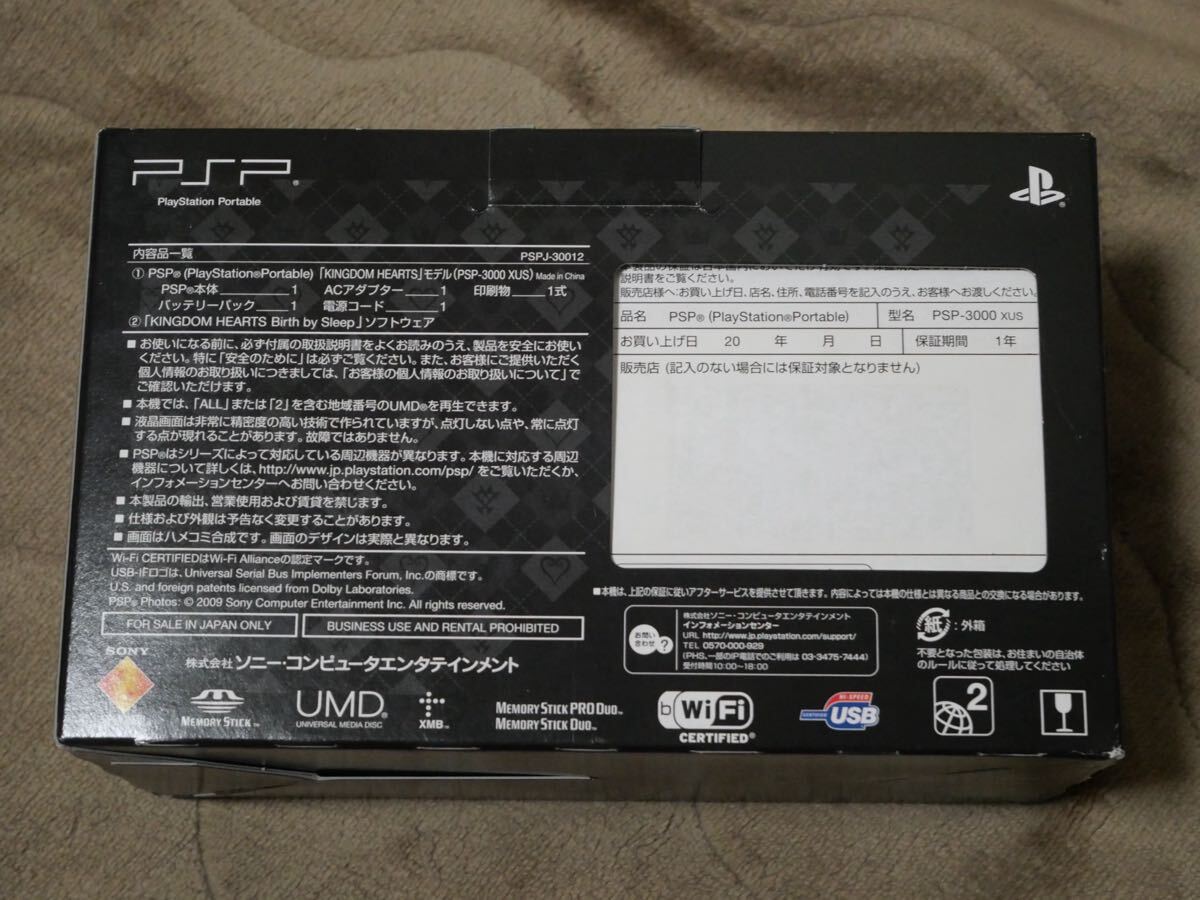 PSP®
PlayStation Portable
内容品一覧 PSPJ-30012
① PSP®(PlayStation®Portable)「KINGDOM HEARTS」モデル(PSP-3000 XUS) Made in China
PSP®本体 1 ACアダプター 1 印刷物 1式
バッテリーパック 1 電源コード 1
②「KINGDOM HEARTS Birth by Sleep」ソフトウェア
■ お使いになる前に、必ず付属の取扱説明書をよくお読みのうえ、製品を安全にお使い
ください。特に「安全のために」は必ずご覧ください。また、お客様にご提供いただく
個人情報のお取り扱いにつきましては、「お客様の個人情報のお取り扱いについて」で
ご確認いただけます。
■ 本機では、「ALL」または「2」を含む地域番号のUMD®を再生できます。
■ 液晶画面は非常に精密度の高い技術で作られていますが、点灯しない点や、常に点灯
する点が現れることがあります。故障ではありません。
■ PSP®はシリーズによって対応している周辺機器が異なります。本機に対応する周辺
機器について詳しくは、http://www.jp.playstation.com/psp/ をご覧いただくか、
インフォメーションセンターへお問い合わせください。
■ 本製品の輸出、営業使用および賃貸を禁じます。
■ 仕様および外観は予告なく変更することがあります。
■ 画面はハメコミ合成です。画面のデザインは実際と異なります。
Wi-Fi CERTIFIEDはWi-Fi Allianceの認定マークです。
USB-IFロゴは、Universal Serial Bus Implementers Forum, Inc.の商標です。
U.S. and foreign patents licensed from Dolby Laboratories.
PSP® Photos: © 2009 Sony Computer Entertainment Inc. All rights reserved.
FOR SALE IN JAPAN ONLY
BUSINESS USE AND RENTAL PROHIBITED
SONY
株式会社 ソニー・コンピュータエンタテインメント
MEMORY STICK™
UMD®
UNIVERSAL MEDIA DISC
XMB™
MEMORY STICK PRO DUO™
MEMORY STICK DUO™
説明書をご覧ください。
販売店様へ:お買い上げ日、店名、住所、電話番号を記入のうえ、お客様へお渡しください。
品名 PSP®(PlayStation®Portable) 型名 PSP-3000 XUS
お買い上げ日 20 年 月 日 保証期間 1年
販売店(記入のない場合には保証対象となりません)
■本機は、上記の保証に従いアフターサービスを提供させて頂きます。内容によっては本機の仕様とは異なる商品との交換になる場合があります。
お問い合わせ?
株式会社ソニー・コンピュータエンタテインメント
インフォメーションセンター
URL http://www.jp.playstation.com/support/
TEL 0570-000-929
(PHS、一部のIP電話でのご利用は 03-3475-7444)
受付時間10:00~18:00
紙:外箱
不要となった包装は、お住まいの自治体
のルールに従って処理してください
b Wi Fi
CERTIFIED®
HI-SPEED
CERTIFIED USB
2